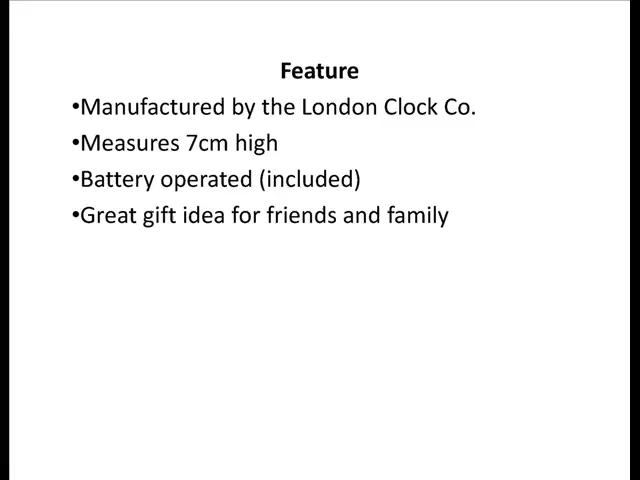 Feature
•Manufactured by the London Clock Co.
•Measures 7cm high
•Battery operated (included)
•Great gift idea for friends and family